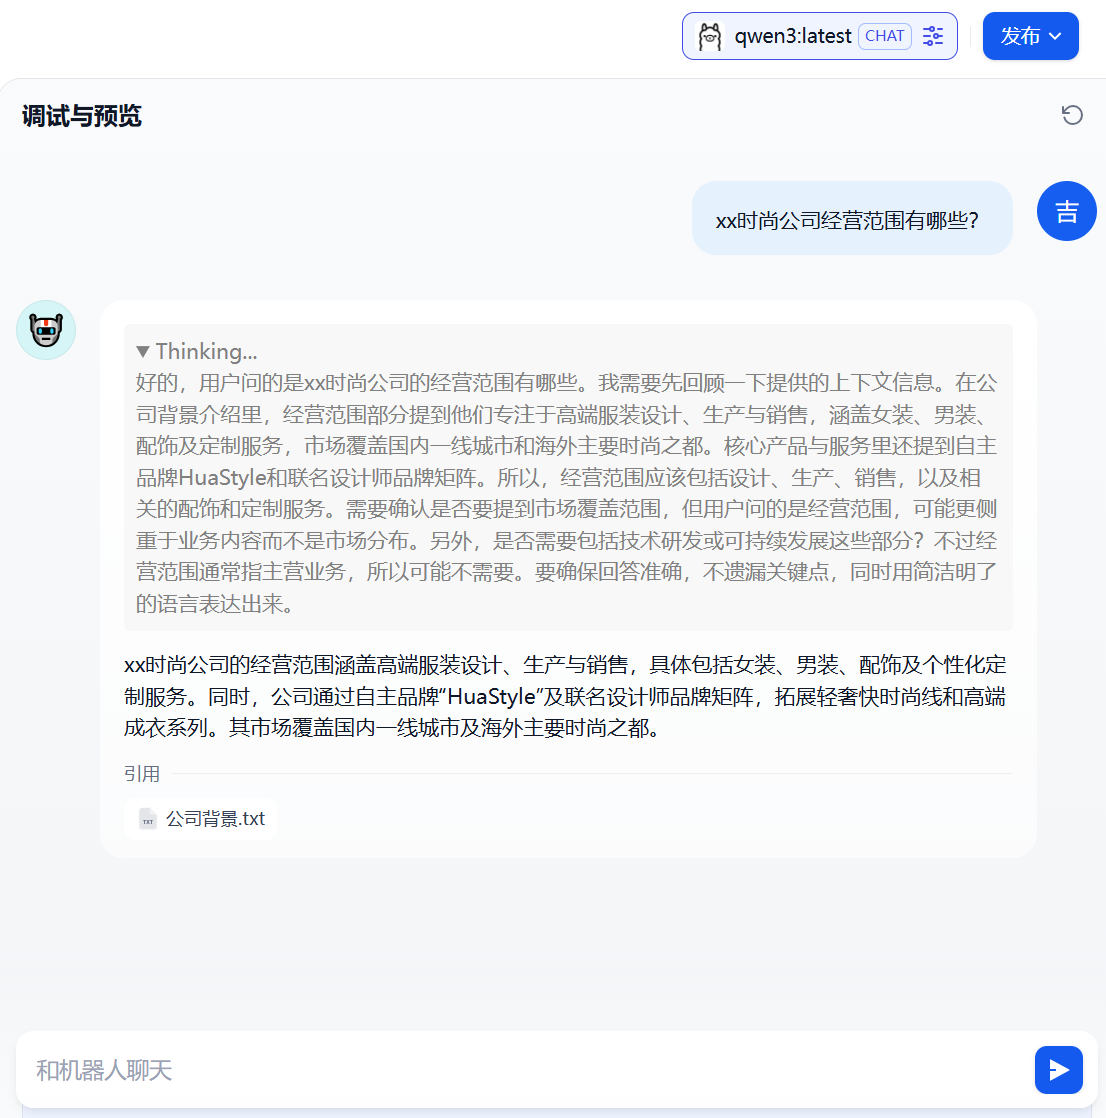 qwen3:latest CHAT 发布
调试与预览
xx时尚公司经营范围有哪些？
吉
▼Thinking...
好的，用户问的是xx时尚公司的经营范围有哪些。我需要先回顾一下提供的上下文信息。在公
司背景介绍里，经营范围部分提到他们专注于高端服装设计、生产与销售，涵盖女装、男装、
配饰及定制服务，市场覆盖国内一线城市和海外主要时尚之都。核心产品与服务里还提到自主
品牌HuaStyle和联名设计师品牌矩阵。所以，经营范围应该包括设计、生产、销售，以及相
关的配饰和定制服务。需要确认是否要提到市场覆盖范围，但用户问的是经营范围，可能更侧
重于业务内容而不是市场分布。另外，是否需要包括技术研发或可持续发展这些部分？不过经
营范围通常指主营业务，所以可能不需要。要确保回答准确，不遗漏关键点，同时用简洁明了
的语言表达出来。
xx时尚公司的经营范围涵盖高端服装设计、生产与销售，具体包括女装、男装、配饰及个性化定
制服务。同时，公司通过自主品牌“HuaStyle”及联名设计师品牌矩阵，拓展轻奢快时尚线和高端
成衣系列。其市场覆盖国内一线城市及海外主要时尚之都。
引用
TXT 公司背景.txt
和机器人聊天